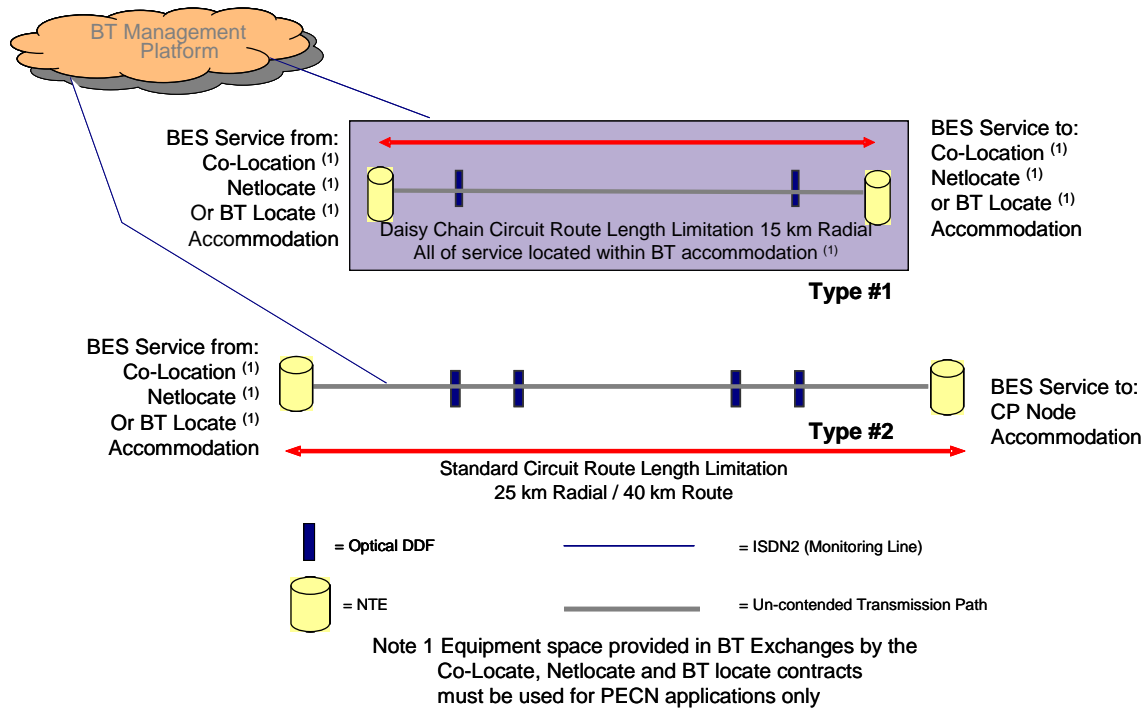 BT Management
Platform
BES Service from:
Co-Location (1)
Netlocate (1)
Or BT Locate (1)
Accommodation
BES Service to:
Co-Location (1)
Netlocate (1)
or BT Locate (1)
Accommodation
Daisy Chain Circuit Route Length Limitation 15 km Radial
All of service located within BT accommodation (1)
Type #1
BES Service from:
Co-Location (1)
Netlocate (1)
Or BT Locate (1)
Accommodation
BES Service to:
CP Node
Accommodation
Type #2
Standard Circuit Route Length Limitation
25 km Radial / 40 km Route
= Optical DDF
= ISDN2 (Monitoring Line)
= NTE
= Un-contended Transmission Path
Note 1 Equipment space provided in BT Exchanges by the
Co-Locate, Netlocate and BT locate contracts
must be used for PECN applications only